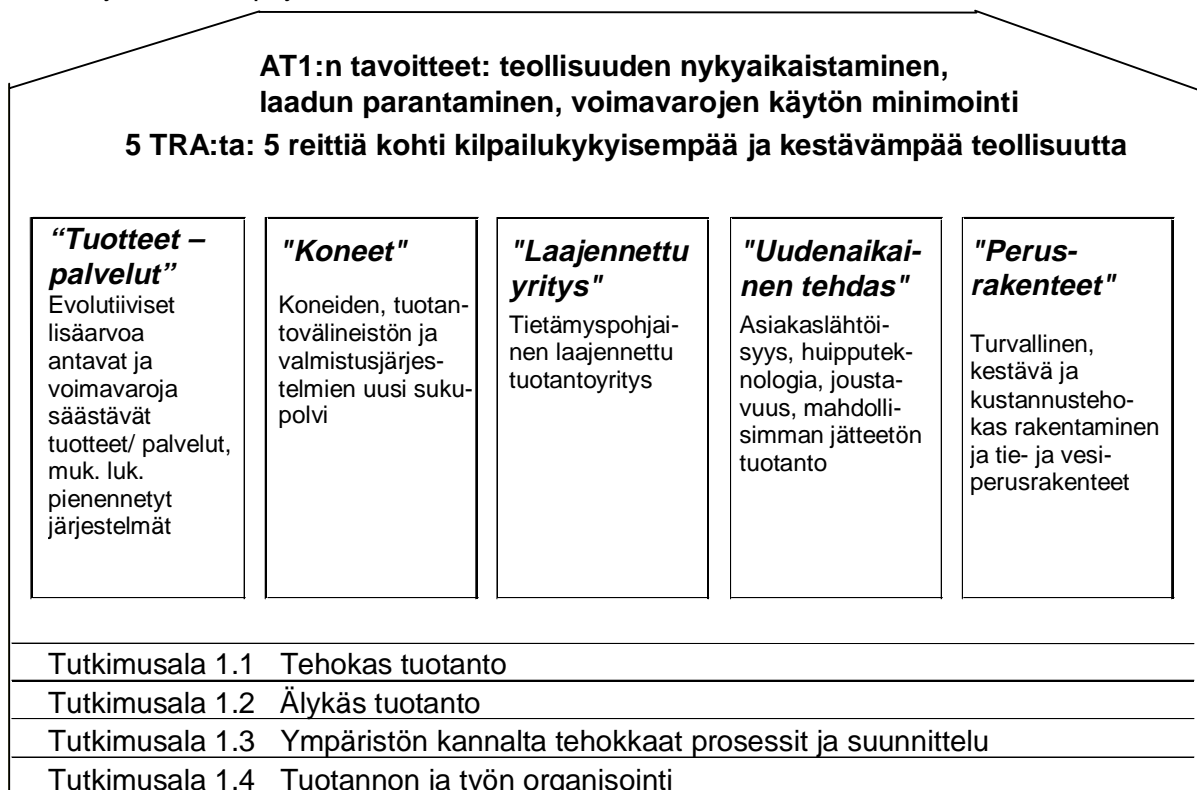 AT1:n tavoitteet: teollisuuden nykyaikaistaminen,
laadun parantaminen, voimavarojen käytön minimointi
5 TRA:ta: 5 reittiä kohti kilpailukykyisempää ja kestävämpää teollisuutta
“Tuotteet –
palvelut”
Evolutiiviset
lisäarvoa
antavat ja
voimavaroja
säästävät
tuotteet/ palvelut,
muk. luk.
pienennetyt
järjestelmät
"Koneet"
Koneiden, tuotan-
tovälineistön ja
valmistusjärjes-
telmien uusi suku-
polvi
"Laajennettu
yritys"
Tietämyspohjai-
nen laajennettu
tuotantoyritys
"Uudenaikai-
nen tehdas"
Asiakaslähtöi-
syys, huipputek-
nologia, jousta-
vuus, mahdolli-
simman jätteetön
tuotanto
"Perus-
rakenteet"
Turvallinen,
kestävä ja
kustannusteho-
kas rakentaminen
ja tie- ja vesi-
perusrakenteet
Tutkimusala 1.1 Tehokas tuotanto
Tutkimusala 1.2 Älykäs tuotanto
Tutkimusala 1.3 Ympäristön kannalta tehokkaat prosessit ja suunnittelu
Tutkimusala 1.4 Tuotannon ja työn organisointi